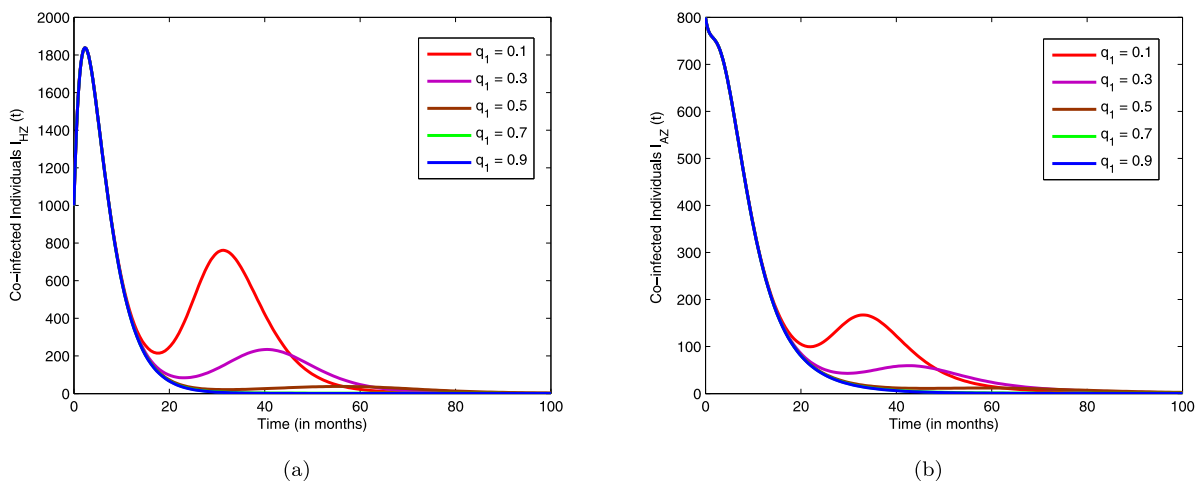 2000
1800
1600
1400
1200
1000
800
600
400
200
0
Co−infected Individuals I_HZ (t)
q_1 = 0.1
q_1 = 0.3
q_1 = 0.5
q_1 = 0.7
q_1 = 0.9
0 20 40 60 80 100
Time (in months)
(a)
800
700
600
500
400
300
200
100
0
Co−infected Individuals I_AZ (t)
q_1 = 0.1
q_1 = 0.3
q_1 = 0.5
q_1 = 0.7
q_1 = 0.9
0 20 40 60 80 100
Time (in months)
(b)